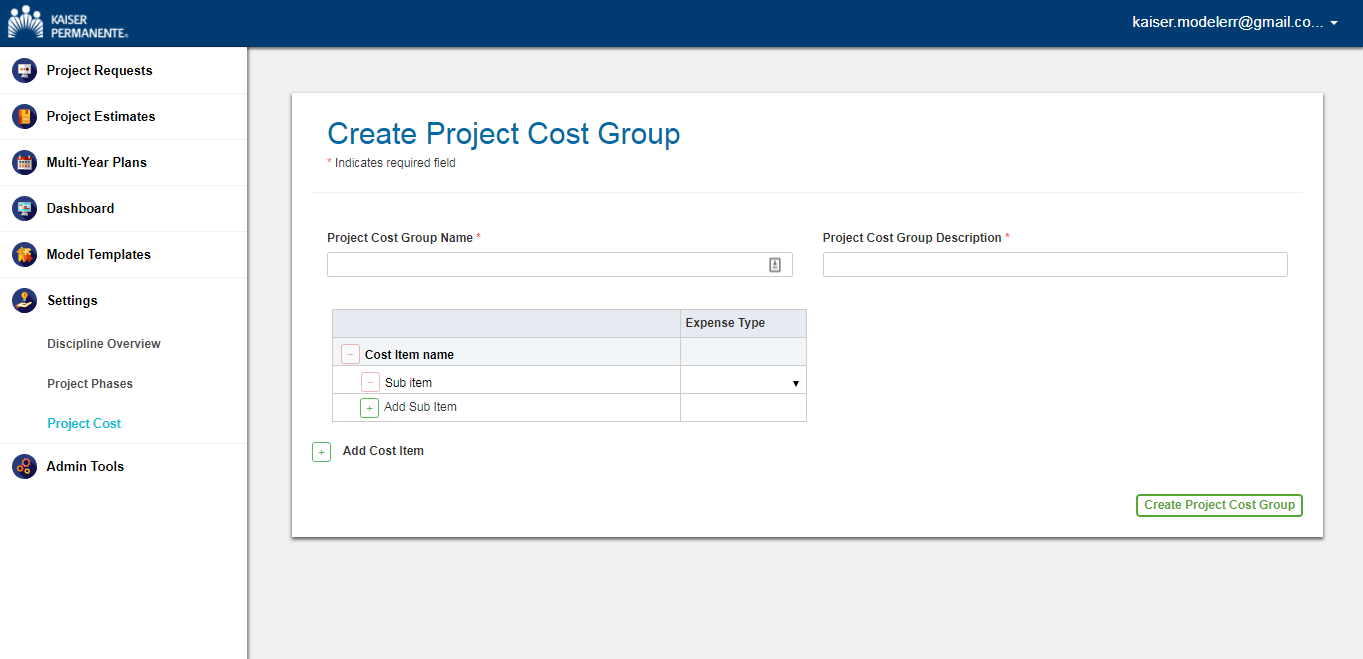 KAISER
PERMANENTE®
kaiser.modelerr@gmail.co...
Project Requests
Project Estimates
Multi-Year Plans
Dashboard
Model Templates
Settings
Discipline Overview
Project Phases
Project Cost
Admin Tools
Create Project Cost Group
* Indicates required field
Project Cost Group Name *
Project Cost Group Description *
Expense Type
Cost Item name
Sub item
Add Sub Item
Add Cost Item
Create Project Cost Group